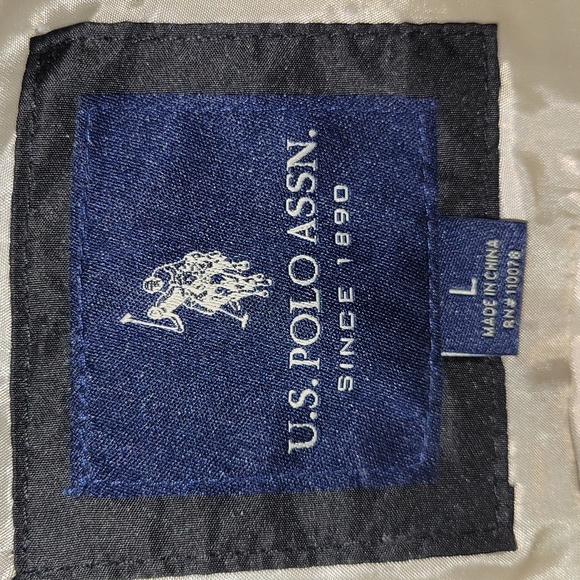 U.S. POLO ASSN.
SINCE 1890
L
MADE IN CHINA
RN# 110078